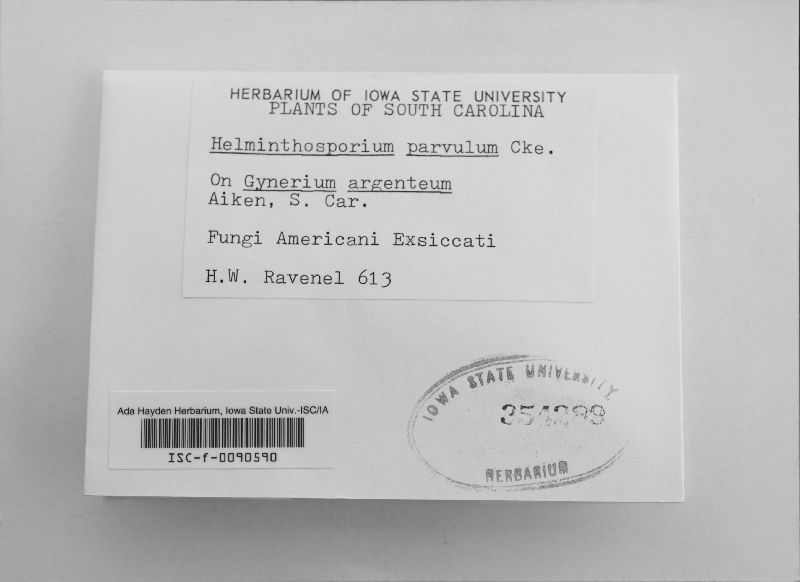 HERBARIUM OF IOWA STATE UNIVERSITY
PLANTS OF SOUTH CAROLINA
Helminthosporium parvulum Cke.
On Gynerium argenteum
Aiken, S. Car.
Fungi Americani Exsiccati
H.W. Ravenel 613
Ada Hayden Herbarium, Iowa State Univ.-ISC/IA
ISC-f-0090590
IOWA STATE UNIVERSITY
HERBARIUM